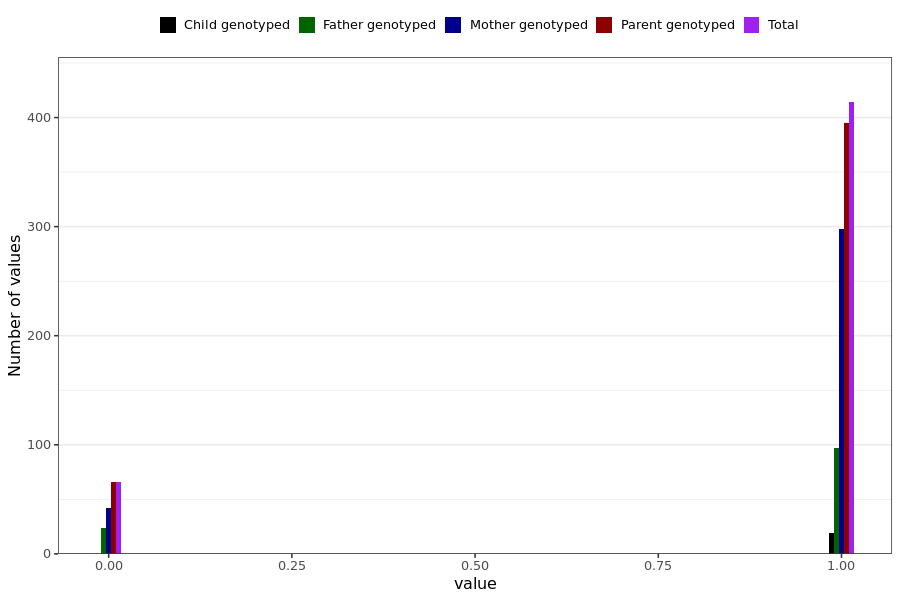 Child genotyped Father genotyped Mother genotyped Parent genotyped Total
400
300
200
100
0
Number of values
0.00 0.25 0.50 0.75 1.00
value